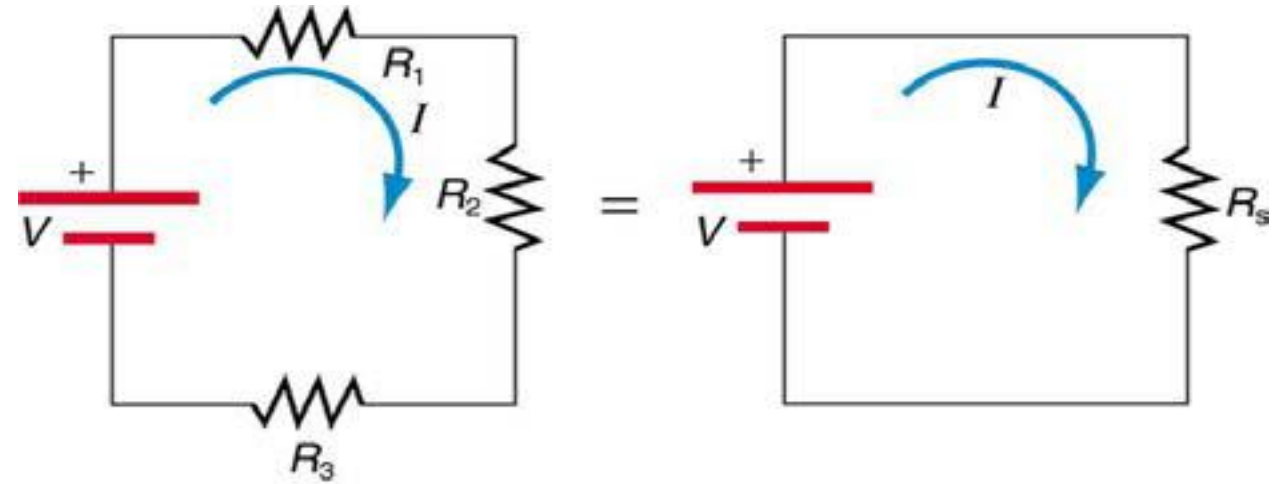 R₁
I
+
V
R₂
R₃
=
I
+
V
Rₛ